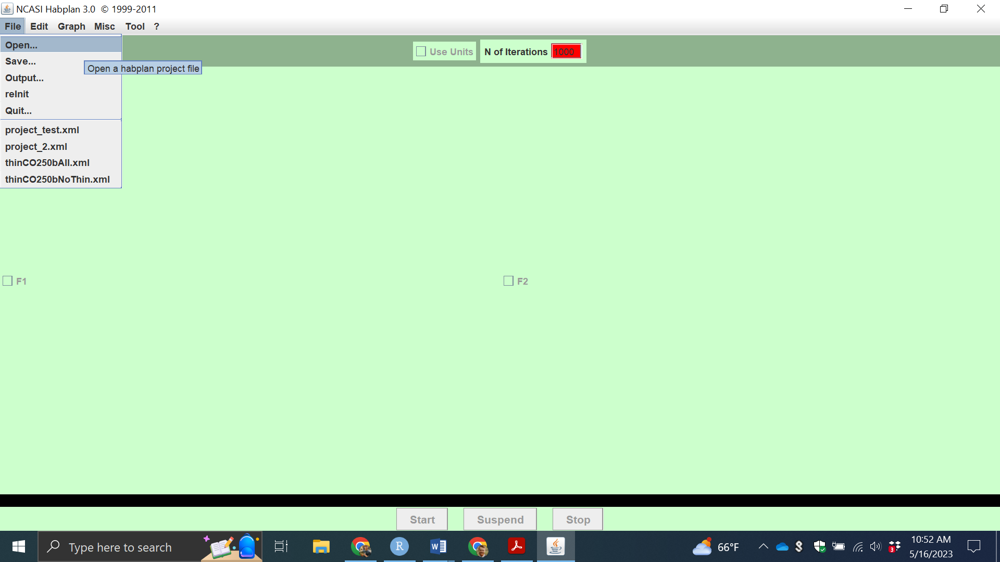 NCASI Habplan 3.0 © 1999-2011
File Edit Graph Misc Tool ?
Open...
Save...
Output...
reInit
Quit...
project_test.xml
project_2.xml
thinCO250bAll.xml
thinCO250bNoThin.xml
Open a habplan project file
Use Units N of Iterations 1000
F1 F2
Start Suspend Stop
Type here to search
R
W
66°F
3
10:52 AM
5/16/2023